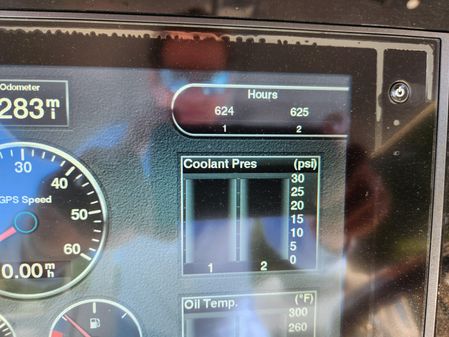 Odometer
283 mi
Hours
624 625
1 2
Coolant Pres (psi)
30
25
20
15
10
5
0
1 2
30
40
50
60
GPS Speed
0.00 mh
Oil Temp. (°F)
300
260